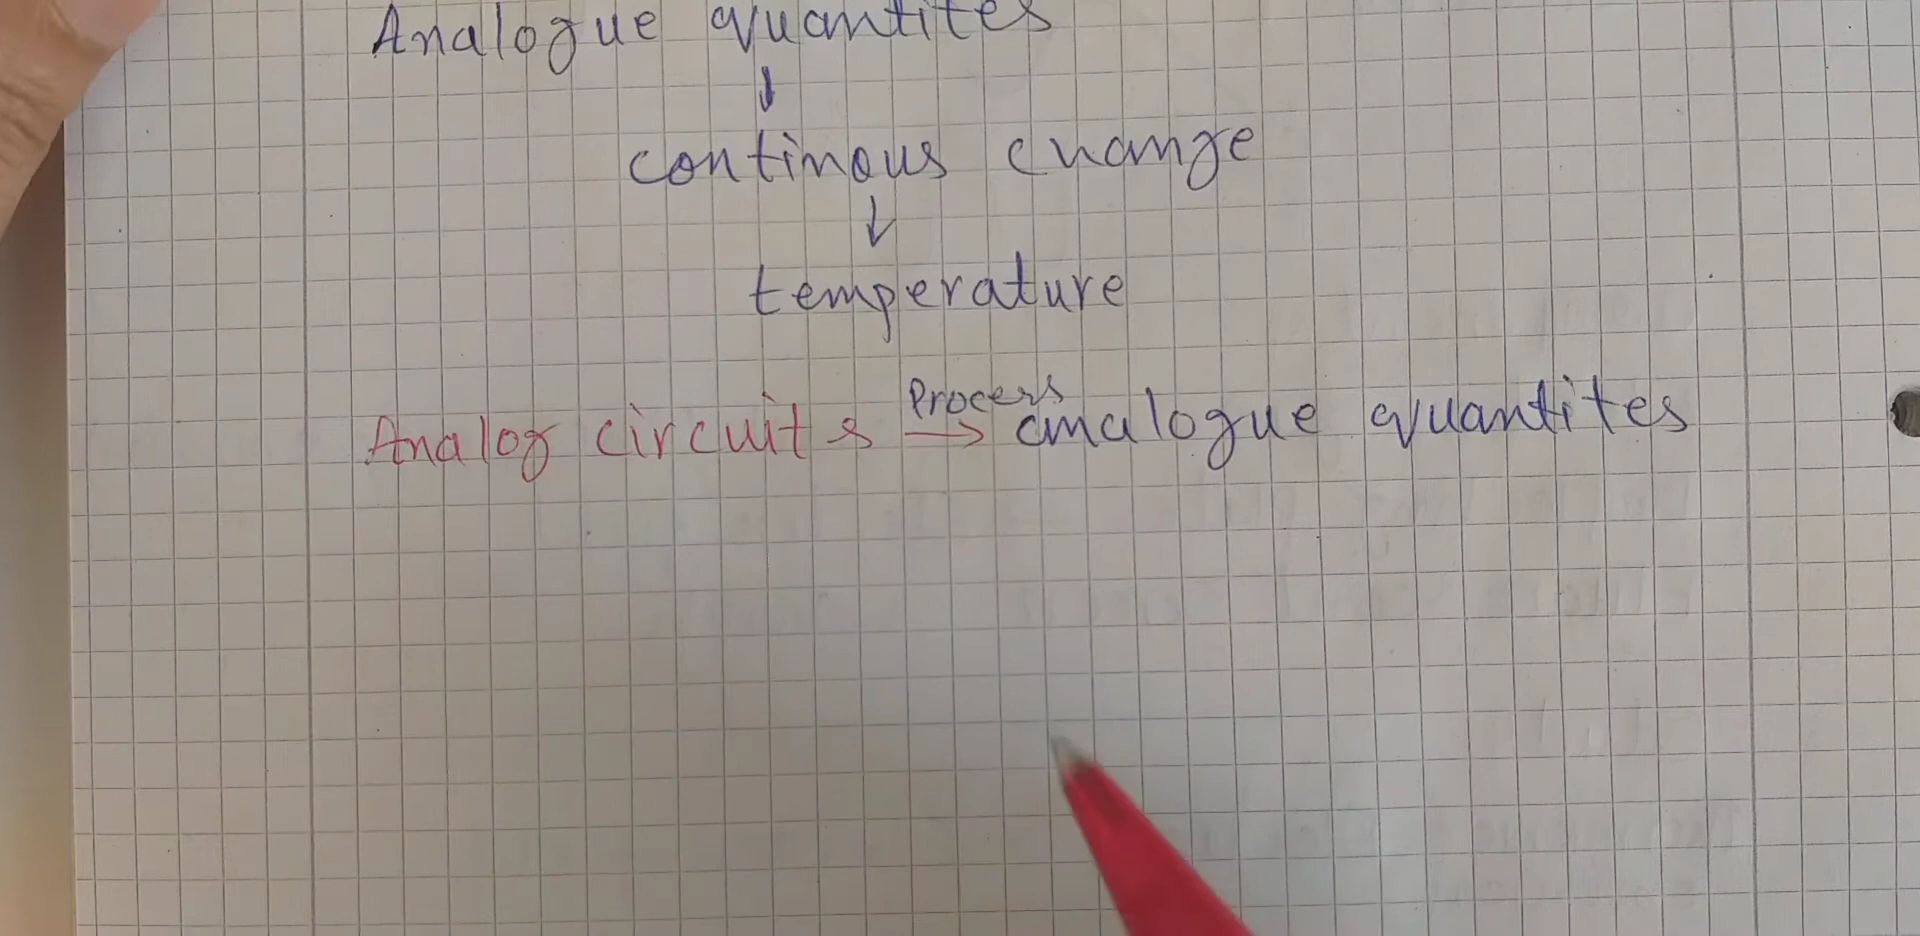 Analogue quantites
↓
continous change
↓
temperature
Process
Analog circuits → analogue quantites